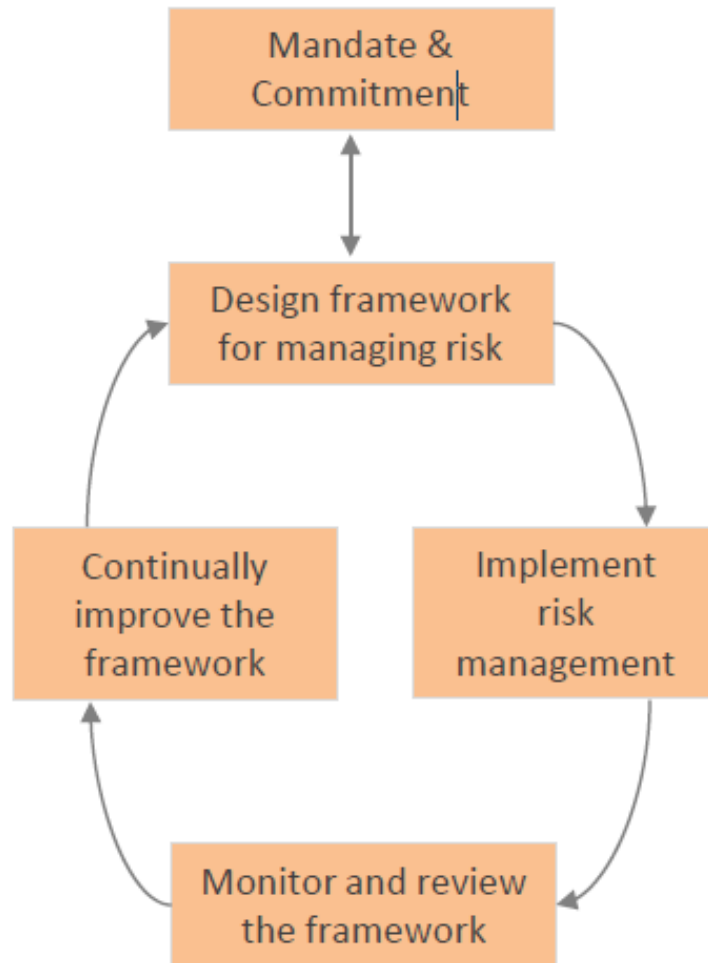 Mandate &
Commitment
Design framework
for managing risk
Implement
risk
management
Monitor and review
the framework
Continually
improve the
framework